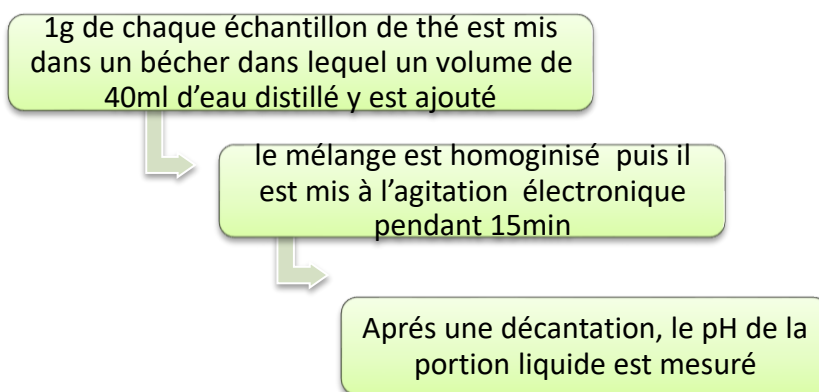 1g de chaque échantillon de thé est mis
dans un bécher dans lequel un volume de
40ml d’eau distillé y est ajouté
le mélange est homoginisé puis il
est mis à l’agitation électronique
pendant 15min
Aprés une décantation, le pH de la
portion liquide est mesuré